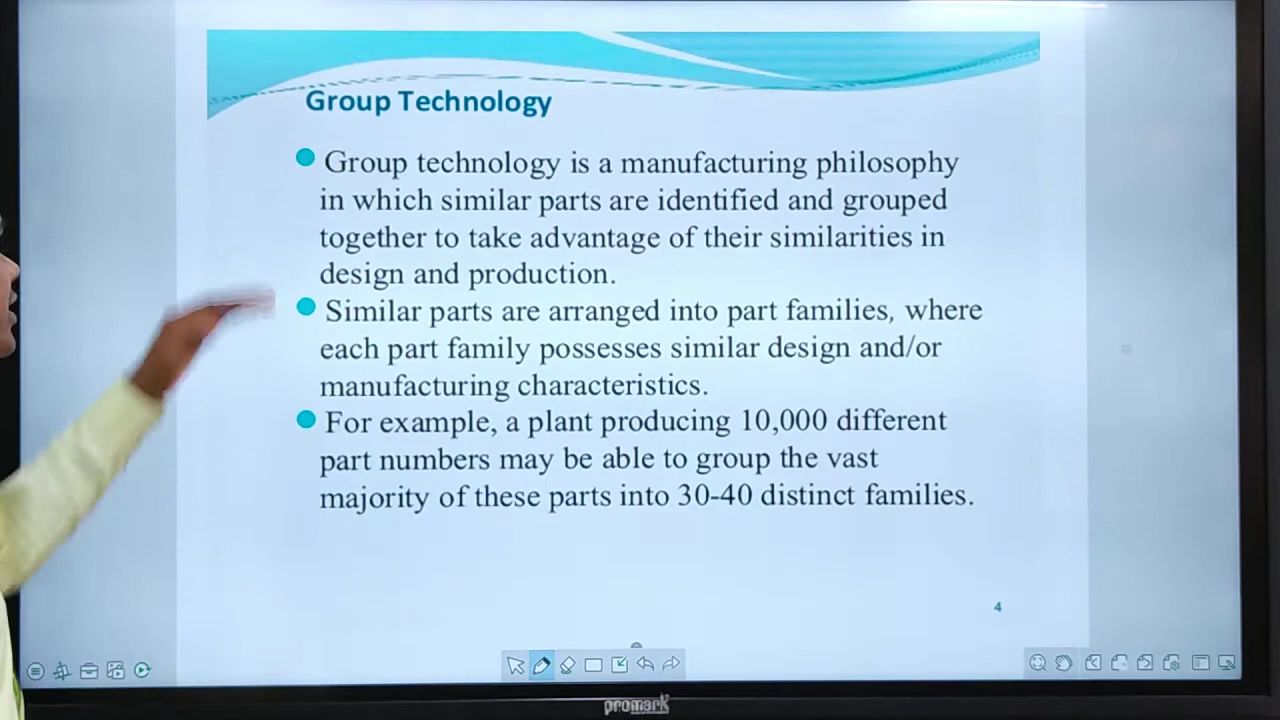 Group Technology
Group technology is a manufacturing philosophy
in which similar parts are identified and grouped
together to take advantage of their similarities in
design and production.
Similar parts are arranged into part families, where
each part family possesses similar design and/or
manufacturing characteristics.
For example, a plant producing 10,000 different
part numbers may be able to group the vast
majority of these parts into 30-40 distinct families.
4
promark